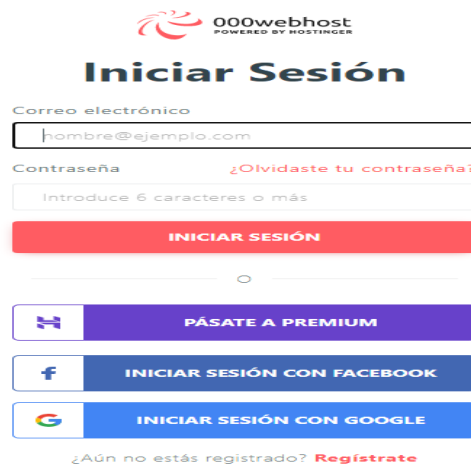 000webhost
POWERED BY HOSTINGER
Iniciar Sesión
Correo electrónico
nombre@ejemplo.com
Contraseña ¿Olvidaste tu contraseña?
Introduce 6 caracteres o más
INICIAR SESIÓN
O
PÁSATE A PREMIUM
INICIAR SESIÓN CON FACEBOOK
INICIAR SESIÓN CON GOOGLE
¿Aún no estás registrado? Regístrate